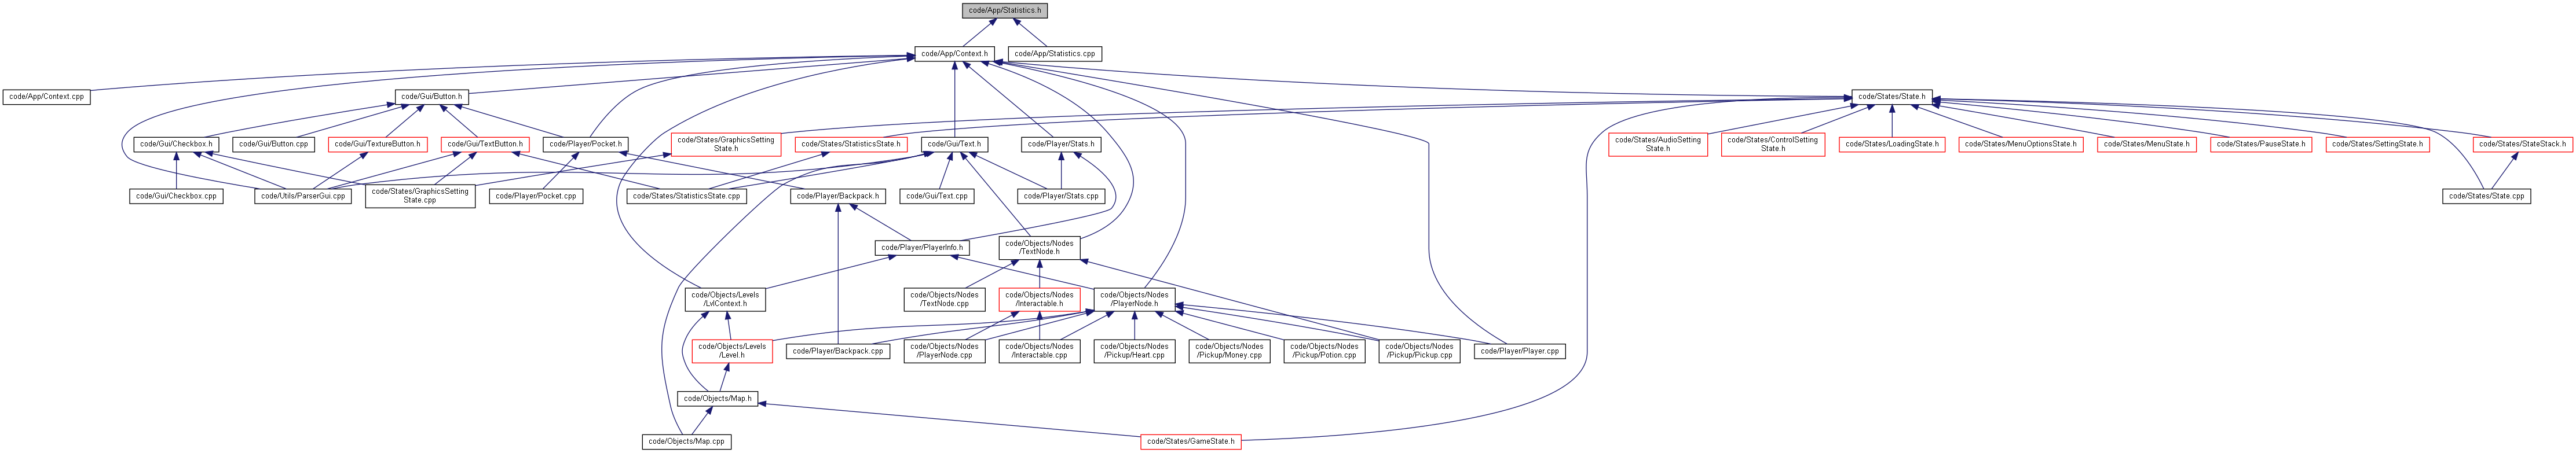 code/App/Statistics.h
code/App/Context.h
code/App/Statistics.cpp
code/App/Context.cpp
code/Gui/Button.h
code/States/State.h
code/Gui/Checkbox.h
code/Gui/Button.cpp
code/Gui/TextureButton.h
code/Gui/TextButton.h
code/Player/Pocket.h
code/States/GraphicsSetting
State.h
code/States/StatisticsState.h
code/Gui/Text.h
code/Player/Stats.h
code/States/AudioSetting
State.h
code/States/ControlSetting
State.h
code/States/LoadingState.h
code/States/MenuOptionsState.h
code/States/MenuState.h
code/States/PauseState.h
code/States/SettingState.h
code/States/StateStack.h
code/Gui/Checkbox.cpp
code/Utils/ParserGui.cpp
code/States/GraphicsSetting
State.cpp
code/Player/Pocket.cpp
code/States/StatisticsState.cpp
code/Player/Backpack.h
code/Gui/Text.cpp
code/Player/Stats.cpp
code/States/State.cpp
code/Player/PlayerInfo.h
code/Objects/Nodes
/TextNode.h
code/Objects/Levels
/LvlContext.h
code/Objects/Nodes
/TextNode.cpp
code/Objects/Nodes
/Interactable.h
code/Objects/Nodes
/PlayerNode.h
code/Objects/Levels
/Level.h
code/Player/Backpack.cpp
code/Objects/Nodes
/PlayerNode.cpp
code/Objects/Nodes
/Interactable.cpp
code/Objects/Nodes
/Pickup/Heart.cpp
code/Objects/Nodes
/Pickup/Money.cpp
code/Objects/Nodes
/Pickup/Potion.cpp
code/Objects/Nodes
/Pickup/Pickup.cpp
code/Player/Player.cpp
code/Objects/Map.h
code/Objects/Map.cpp
code/States/GameState.h